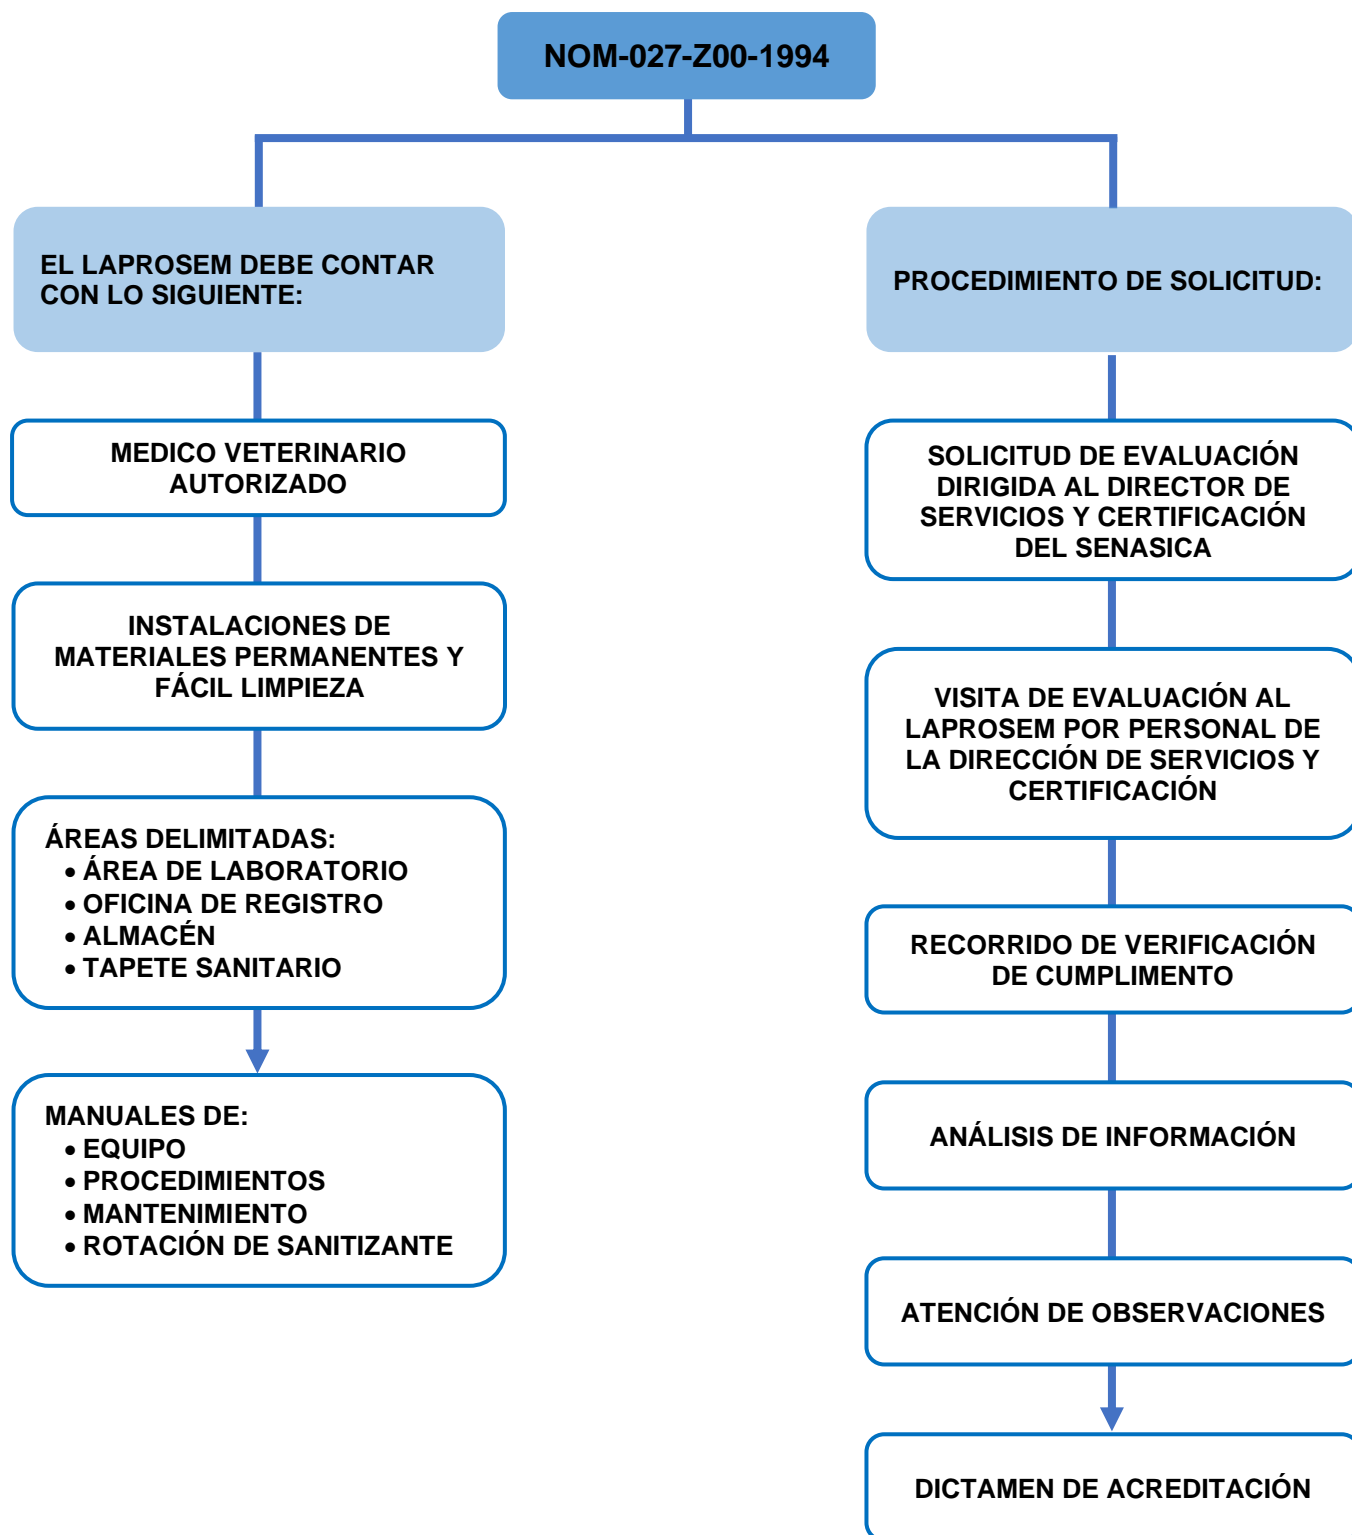 NOM-027-Z00-1994
EL LAPROSEM DEBE CONTAR
CON LO SIGUIENTE:
MEDICO VETERINARIO
AUTORIZADO
INSTALACIONES DE
MATERIALES PERMANENTES Y
FÁCIL LIMPIEZA
ÁREAS DELIMITADAS:
• ÁREA DE LABORATORIO
• OFICINA DE REGISTRO
• ALMACÉN
• TAPETE SANITARIO
MANUALES DE:
• EQUIPO
• PROCEDIMIENTOS
• MANTENIMIENTO
• ROTACIÓN DE SANITIZANTE
PROCEDIMIENTO DE SOLICITUD:
SOLICITUD DE EVALUACIÓN
DIRIGIDA AL DIRECTOR DE
SERVICIOS Y CERTIFICACIÓN
DEL SENASICA
VISITA DE EVALUACIÓN AL
LAPROSEM POR PERSONAL DE
LA DIRECCIÓN DE SERVICIOS Y
CERTIFICACIÓN
RECORRIDO DE VERIFICACIÓN
DE CUMPLIMENTO
ANÁLISIS DE INFORMACIÓN
ATENCIÓN DE OBSERVACIONES
DICTAMEN DE ACREDITACIÓN